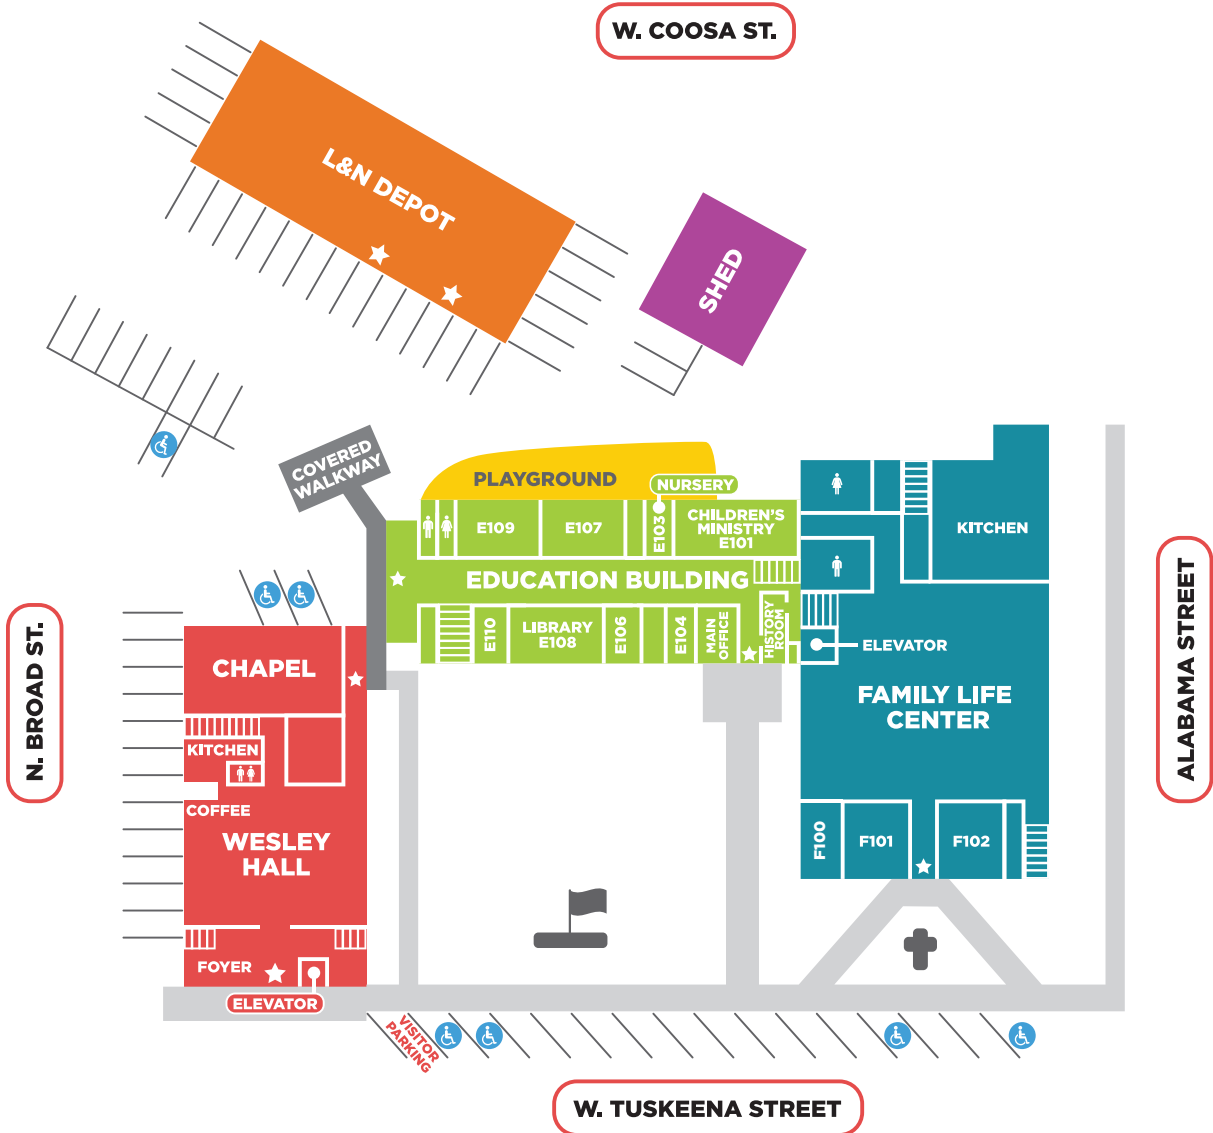 W. COOSA ST.
L&N DEPOT
SHED
COVERED
WALKWAY
PLAYGROUND
NURSERY
E109
E107
E103
CHILDREN'S
MINISTRY
E101
KITCHEN
EDUCATION BUILDING
E110
LIBRARY
E108
E106
E104
MAIN
OFFICE
HISTORY
ROOM
ELEVATOR
FAMILY LIFE
CENTER
N. BROAD ST.
ALABAMA STREET
CHAPEL
KITCHEN
COFFEE
WESLEY
HALL
F100
F101
F102
FOYER
ELEVATOR
VISITOR
PARKING
W. TUSKEENA STREET